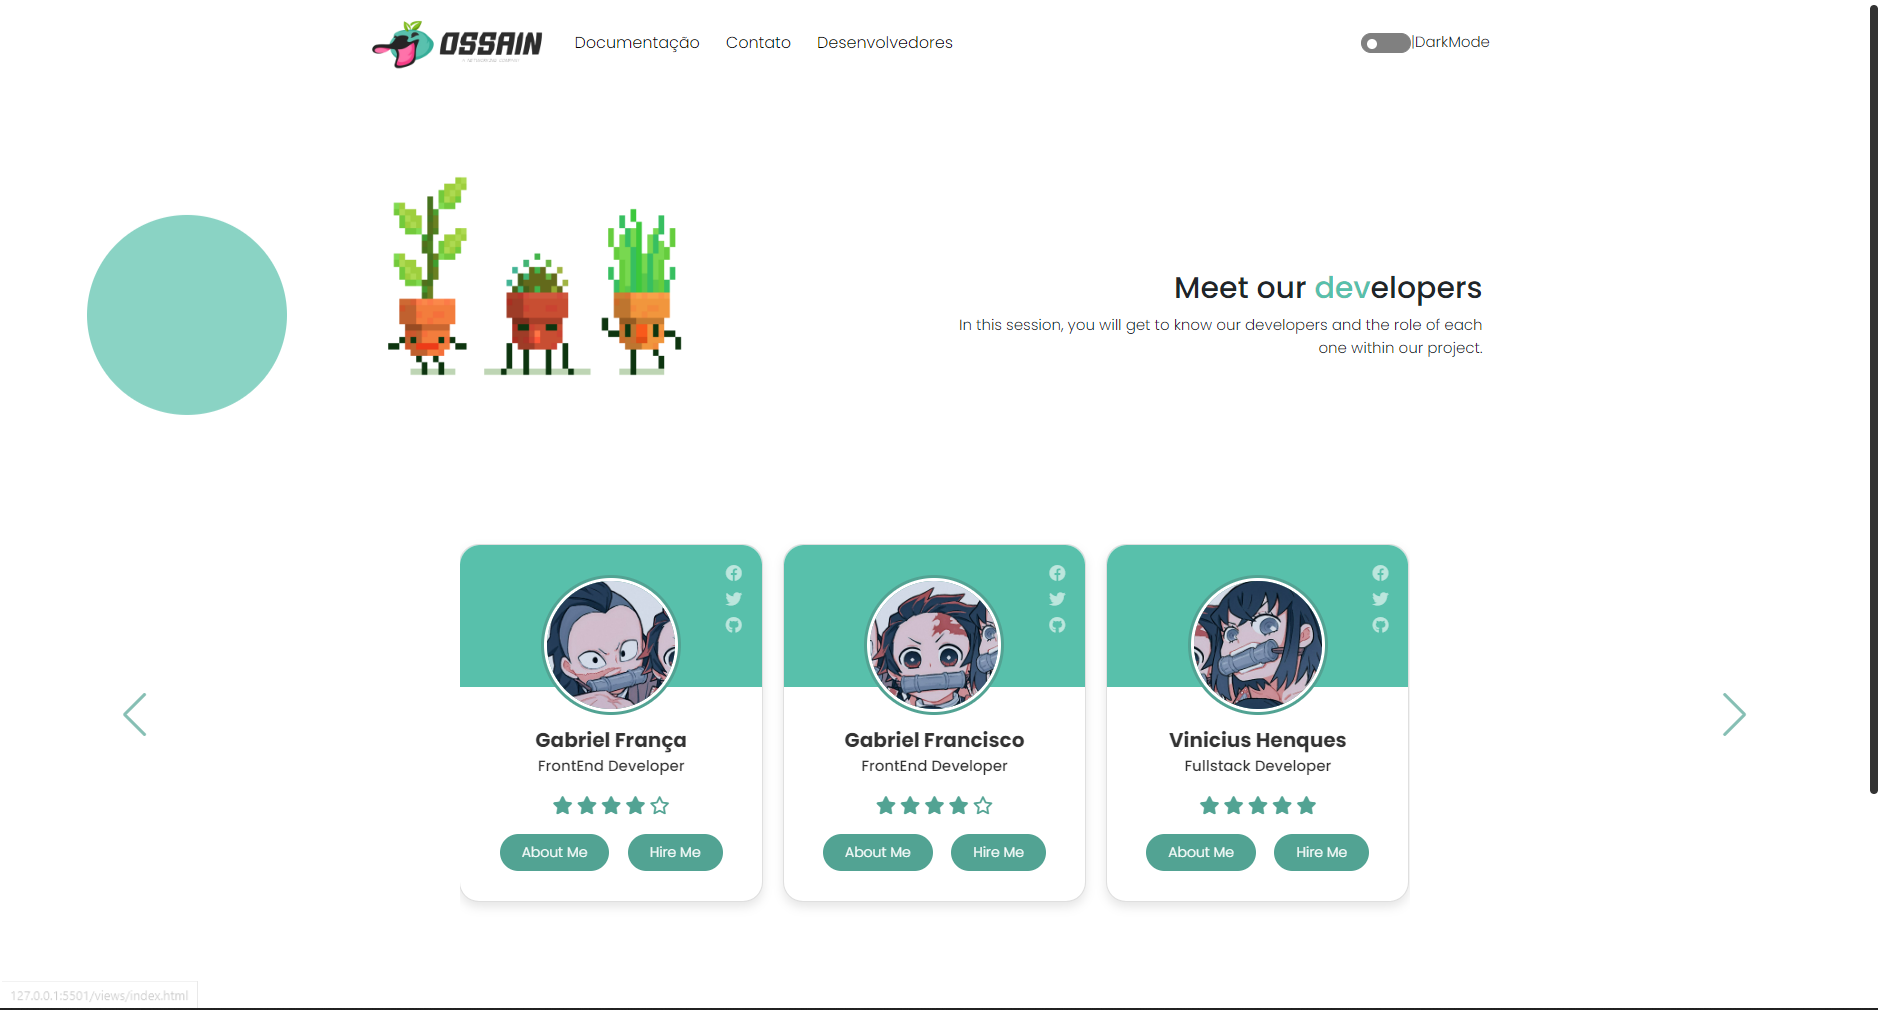 OSSAIN
Documentação Contato Desenvolvedores
|DarkMode
Meet our developers
In this session, you will get to know our developers and the role of each
one within our project.
Gabriel França
FrontEnd Developer
About Me Hire Me
Gabriel Francisco
FrontEnd Developer
About Me Hire Me
Vinicius Henques
Fullstack Developer
About Me Hire Me
127.0.0.1:5501/views/index.html